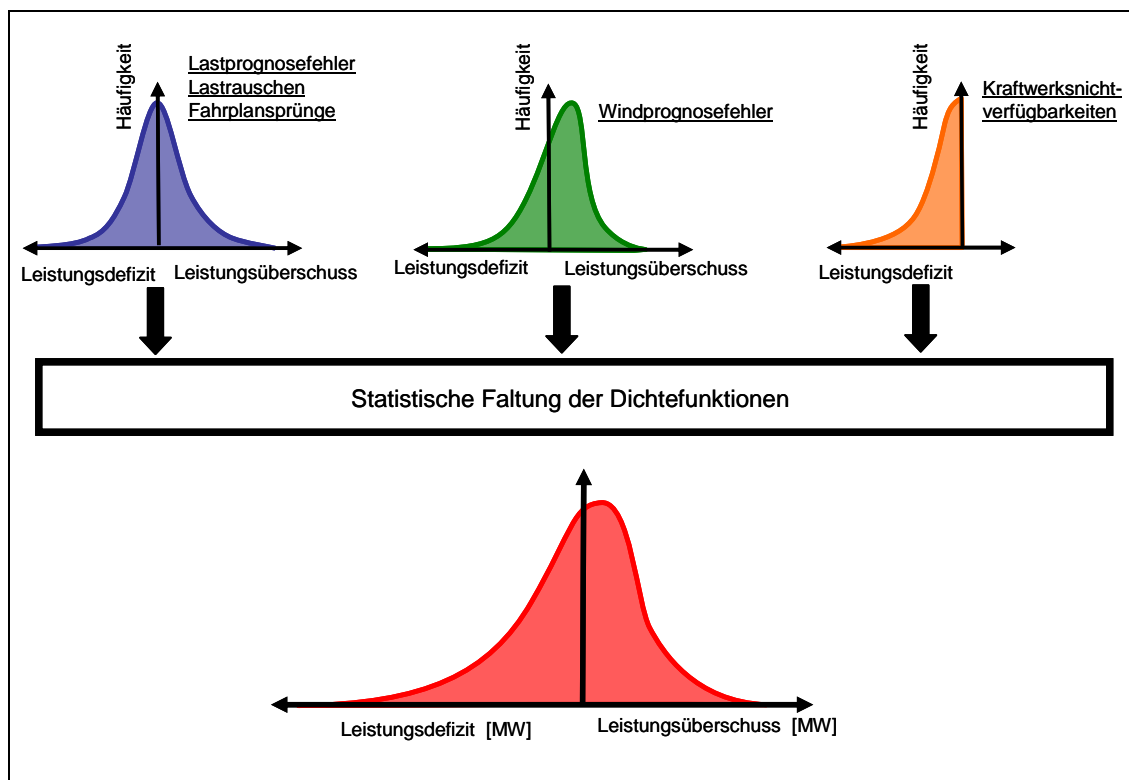 Häufigkeit
Lastprognosefehler
Lastrauschen
Fahrplansprünge
Leistungsdefizit
Leistungsüberschuss
Häufigkeit
Windprognosefehler
Leistungsdefizit
Leistungsüberschuss
Häufigkeit
Kraftwerksnicht-
verfügbarkeiten
Leistungsdefizit
Statistische Faltung der Dichtefunktionen
Leistungsdefizit [MW]
Leistungsüberschuss [MW]